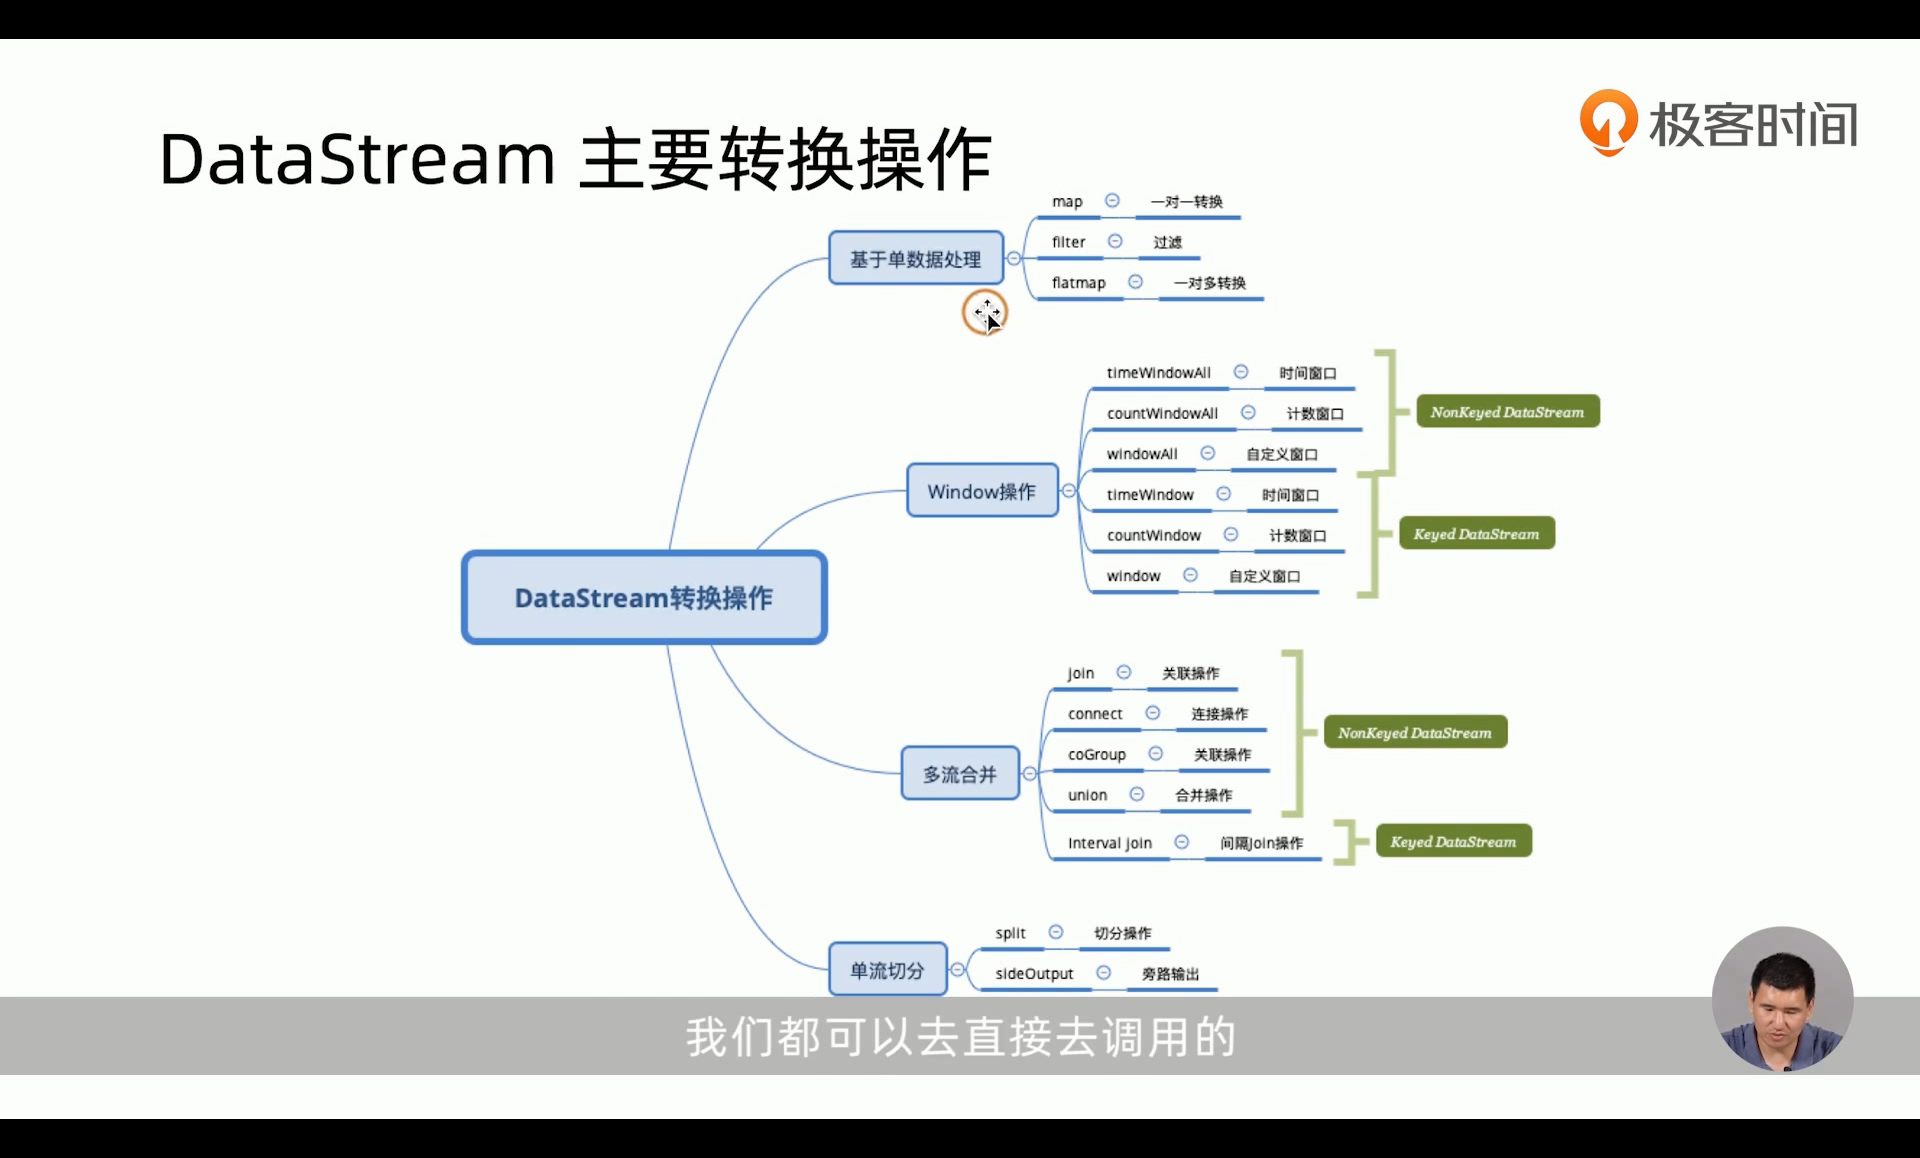 极客时间
DataStream 主要转换操作
map 一对一转换
filter 过滤
flatmap 一对多转换
基于单数据处理
timeWindowAll 时间窗口
countWindowAll 计数窗口
windowAll 自定义窗口
NonKeyed DataStream
timeWindow 时间窗口
countWindow 计数窗口
window 自定义窗口
Keyed DataStream
Window操作
DataStream转换操作
join 关联操作
connect 连接操作
coGroup 关联操作
union 合并操作
NonKeyed DataStream
Interval join 间隔Join操作
Keyed DataStream
多流合并
split 切分操作
sideOutput 旁路输出
单流切分
我们都可以去直接去调用的